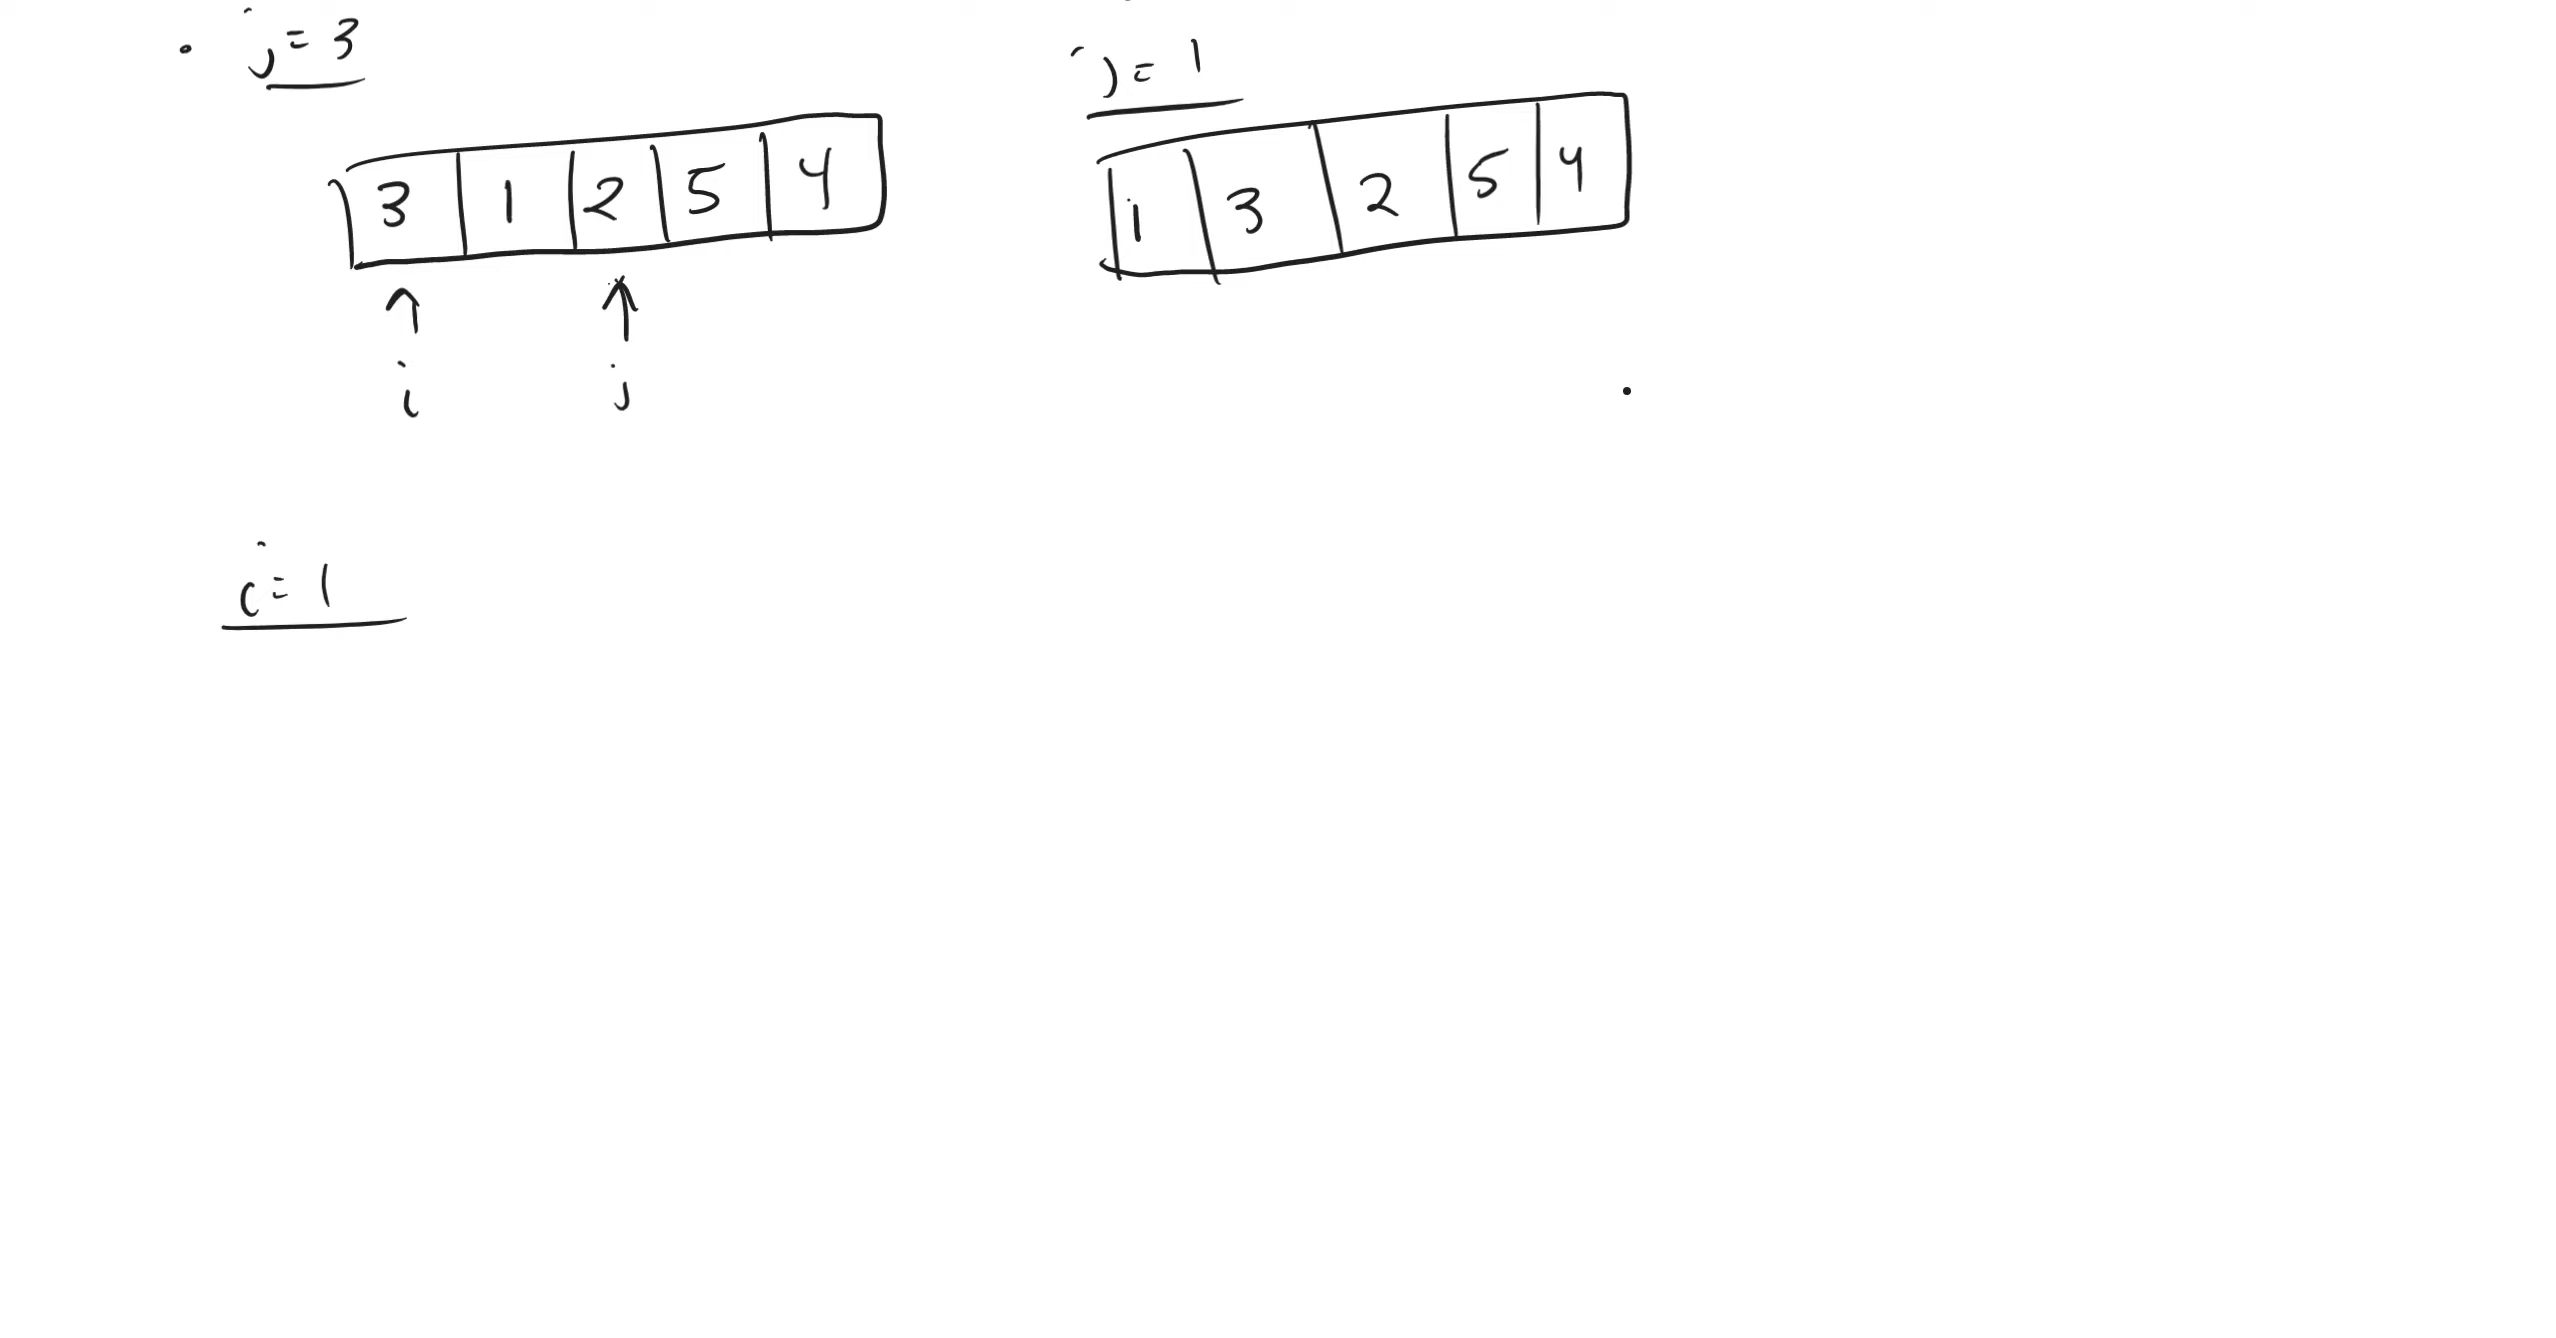 j = 3
3 1 2 5 4
i j
j = 1
1 3 2 5 4
i = 1